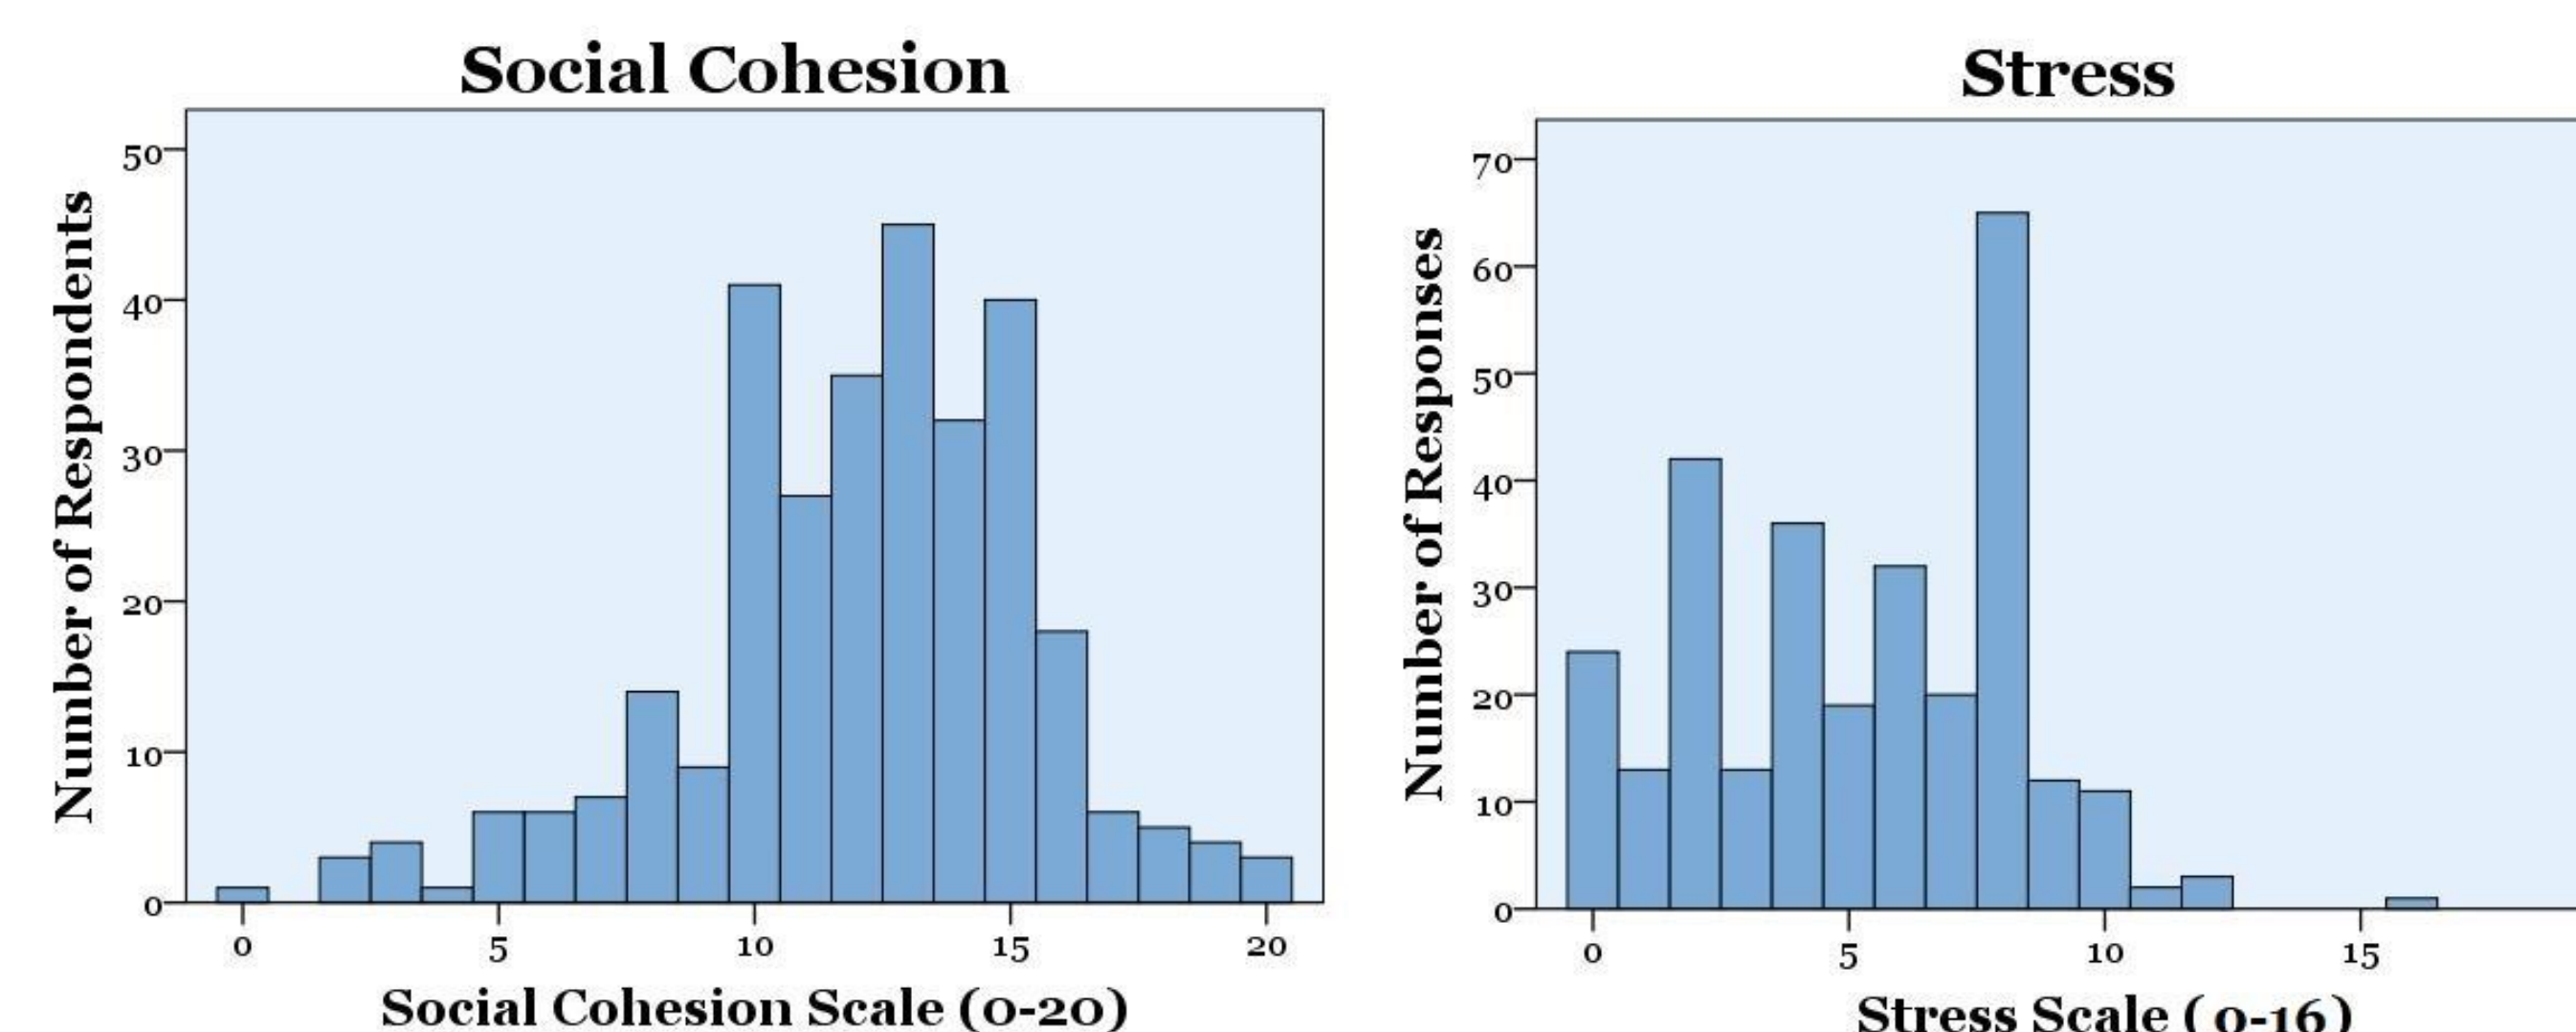 Social Cohesion
Number of Respondents
50
40
30
20
10
0
0 5 10 15 20
Social Cohesion Scale (0-20)
Stress
Number of Responses
70
60
50
40
30
20
10
0
0 5 10 15
Stress Scale ( 0-16)